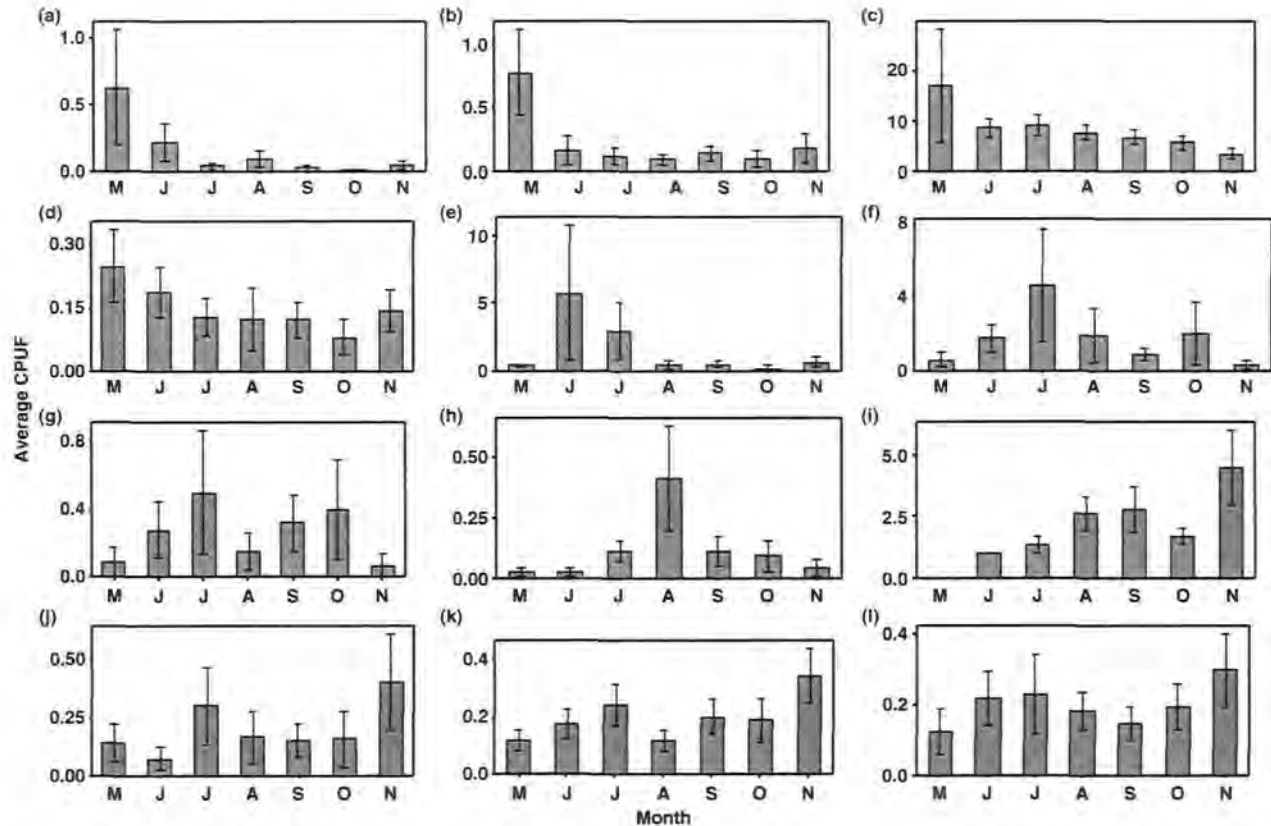 (a) (b) (c)
1.0 1.0 20
0.5 0.5 10
0.0 0.0 0
M J J A S O N M J J A S O N M J J A S O N
(d) (e) (f)
0.30 10 8
0.15 5 4
0.00 0 0
M J J A S O N M J J A S O N M J J A S O N
Average CPUF
(g) (h) (i)
0.8 0.50 5.0
0.4 0.25 2.5
0.0 0.00 0.0
M J J A S O N M J J A S O N M J J A S O N
(j) (k) (l)
0.50 0.4 0.4
0.25 0.2 0.2
0.00 0.0 0.0
M J J A S O N M J J A S O N M J J A S O N
Month